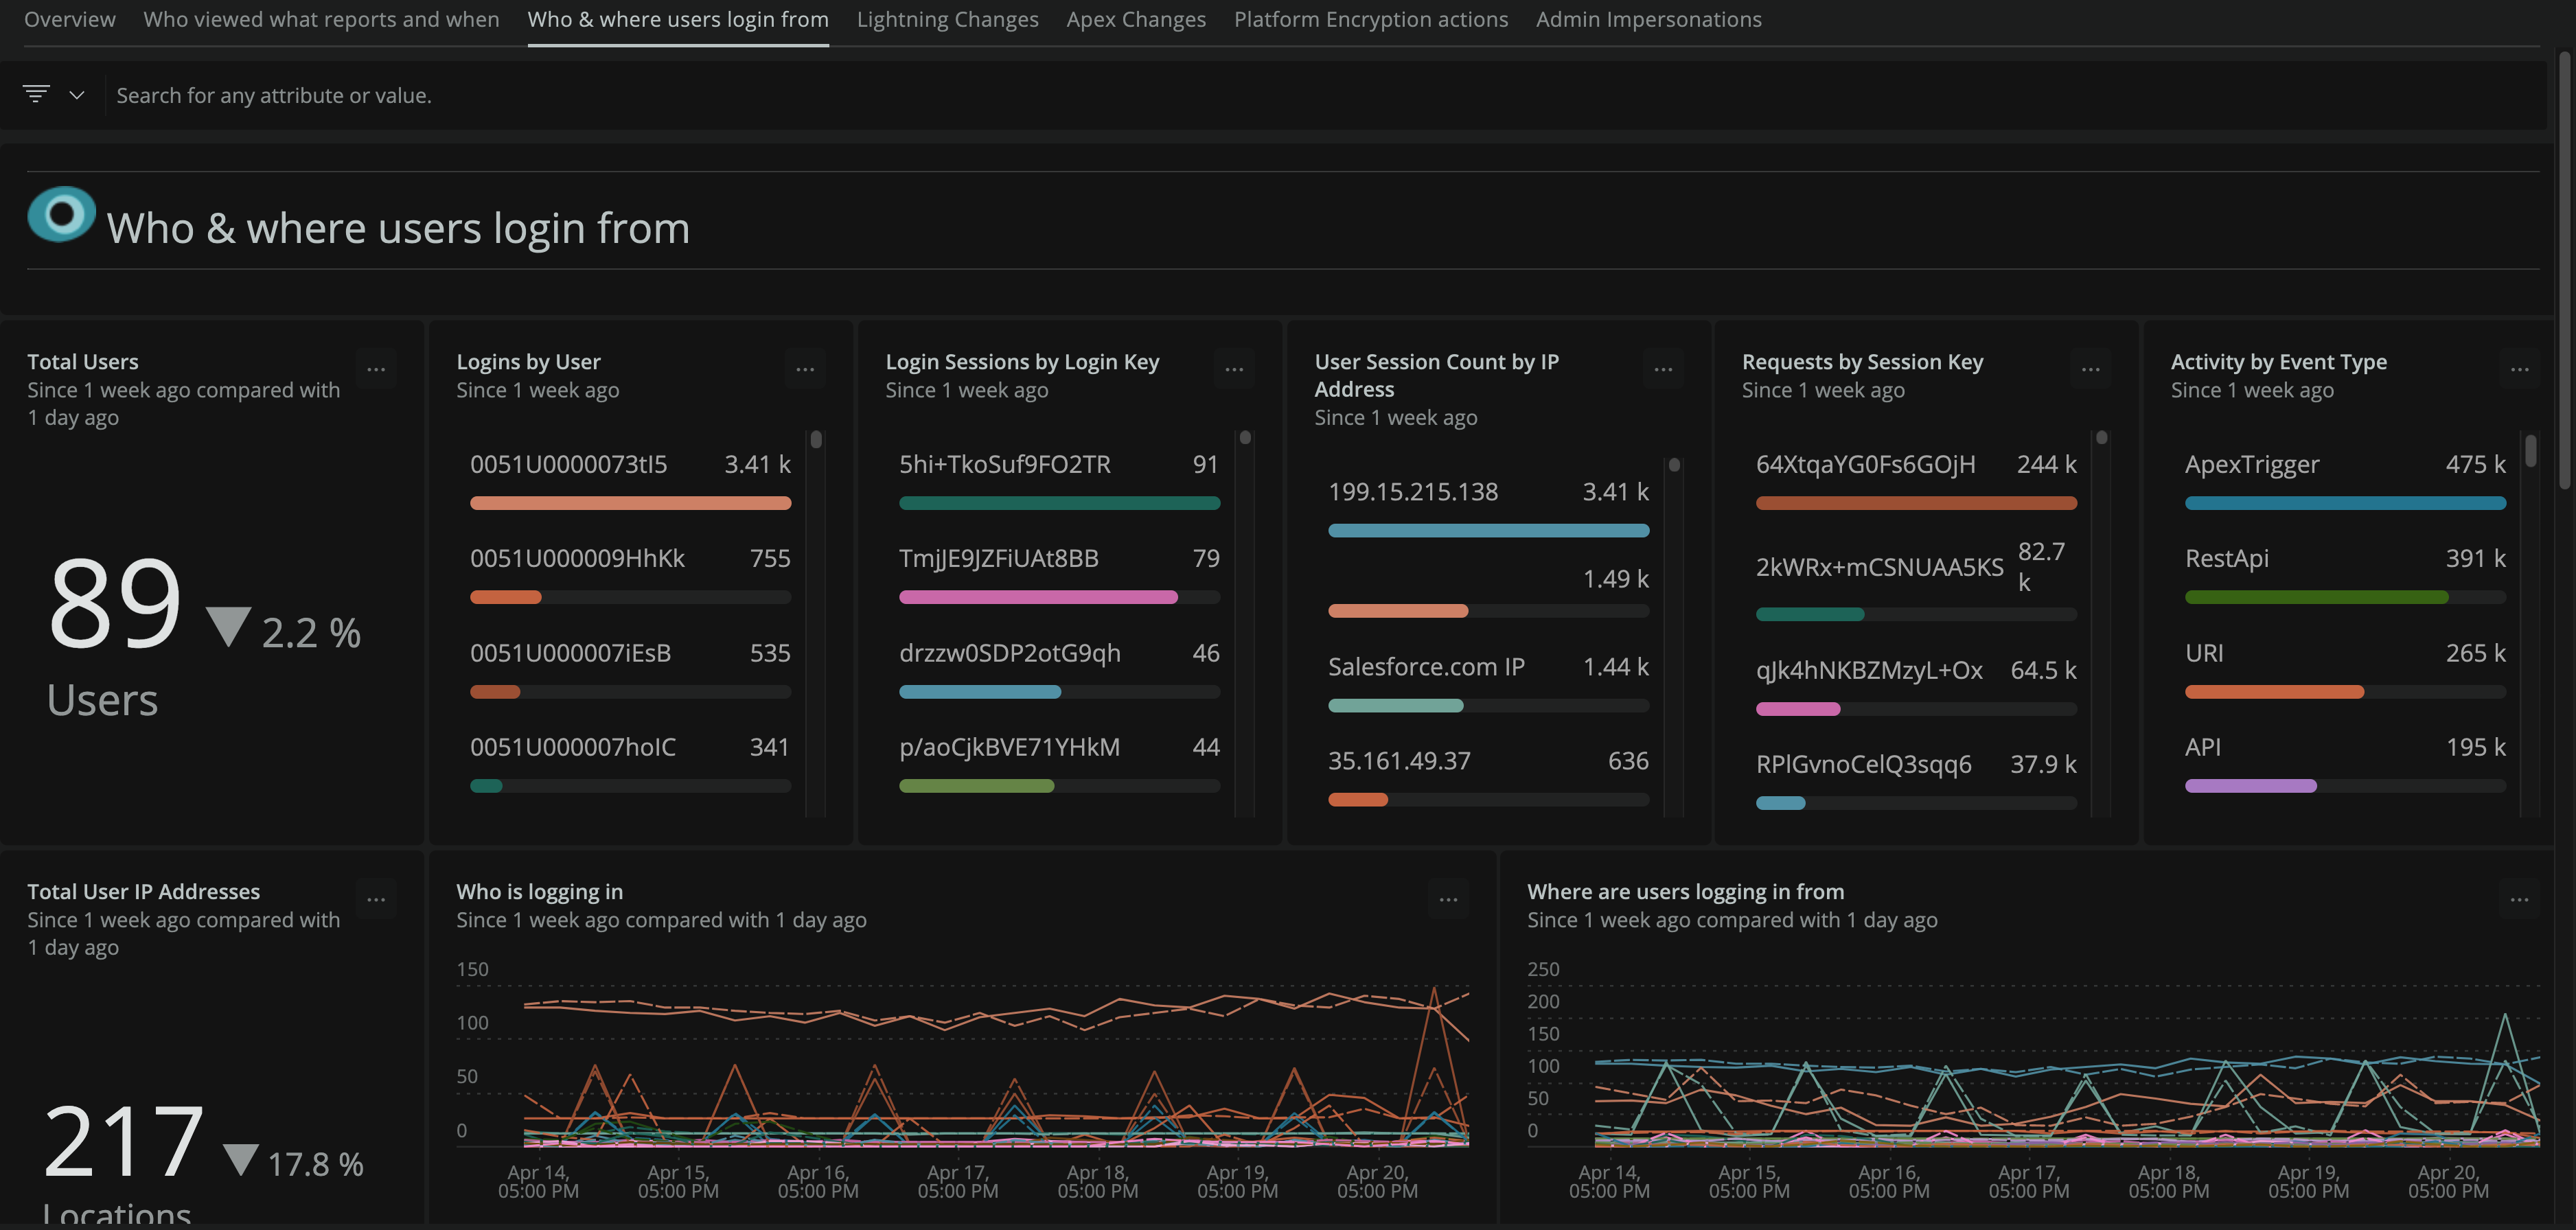 Overview Who viewed what reports and when Who & where users login from Lightning Changes Apex Changes Platform Encryption actions Admin Impersonations
Search for any attribute or value.
Who & where users login from
Total Users
Since 1 week ago compared with
1 day ago
89 2.2 %
Users
Logins by User
Since 1 week ago
0051U0000073tI5 3.41 k
0051U000009HhKk 755
0051U000007iEsB 535
0051U000007hoIC 341
Login Sessions by Login Key
Since 1 week ago
5hi+TkoSuf9FO2TR 91
TmjJE9JZFiUAt8BB 79
drzzw0SDP2otG9qh 46
p/aoCjkBVE71YHkM 44
User Session Count by IP
Address
Since 1 week ago
199.15.215.138 3.41 k
1.49 k
Salesforce.com IP 1.44 k
35.161.49.37 636
Requests by Session Key
Since 1 week ago
64XtqaYG0Fs6GOjH 244 k
2kWRx+mCSNUAA5KS 82.7
k
qJk4hNKBZMzyL+Ox 64.5 k
RPlGvnoCelQ3sqq6 37.9 k
Activity by Event Type
Since 1 week ago
ApexTrigger 475 k
RestApi 391 k
URI 265 k
API 195 k
Total User IP Addresses
Since 1 week ago compared with
1 day ago
217 17.8 %
Locations
Who is logging in
Since 1 week ago compared with 1 day ago
150
100
50
0
Apr 14, Apr 15, Apr 16, Apr 17, Apr 18, Apr 19, Apr 20,
05:00 PM 05:00 PM 05:00 PM 05:00 PM 05:00 PM 05:00 PM 05:00 PM
Where are users logging in from
Since 1 week ago compared with 1 day ago
250
200
150
100
50
0
Apr 14, Apr 15, Apr 16, Apr 17, Apr 18, Apr 19, Apr 20,
05:00 PM 05:00 PM 05:00 PM 05:00 PM 05:00 PM 05:00 PM 05:00 PM